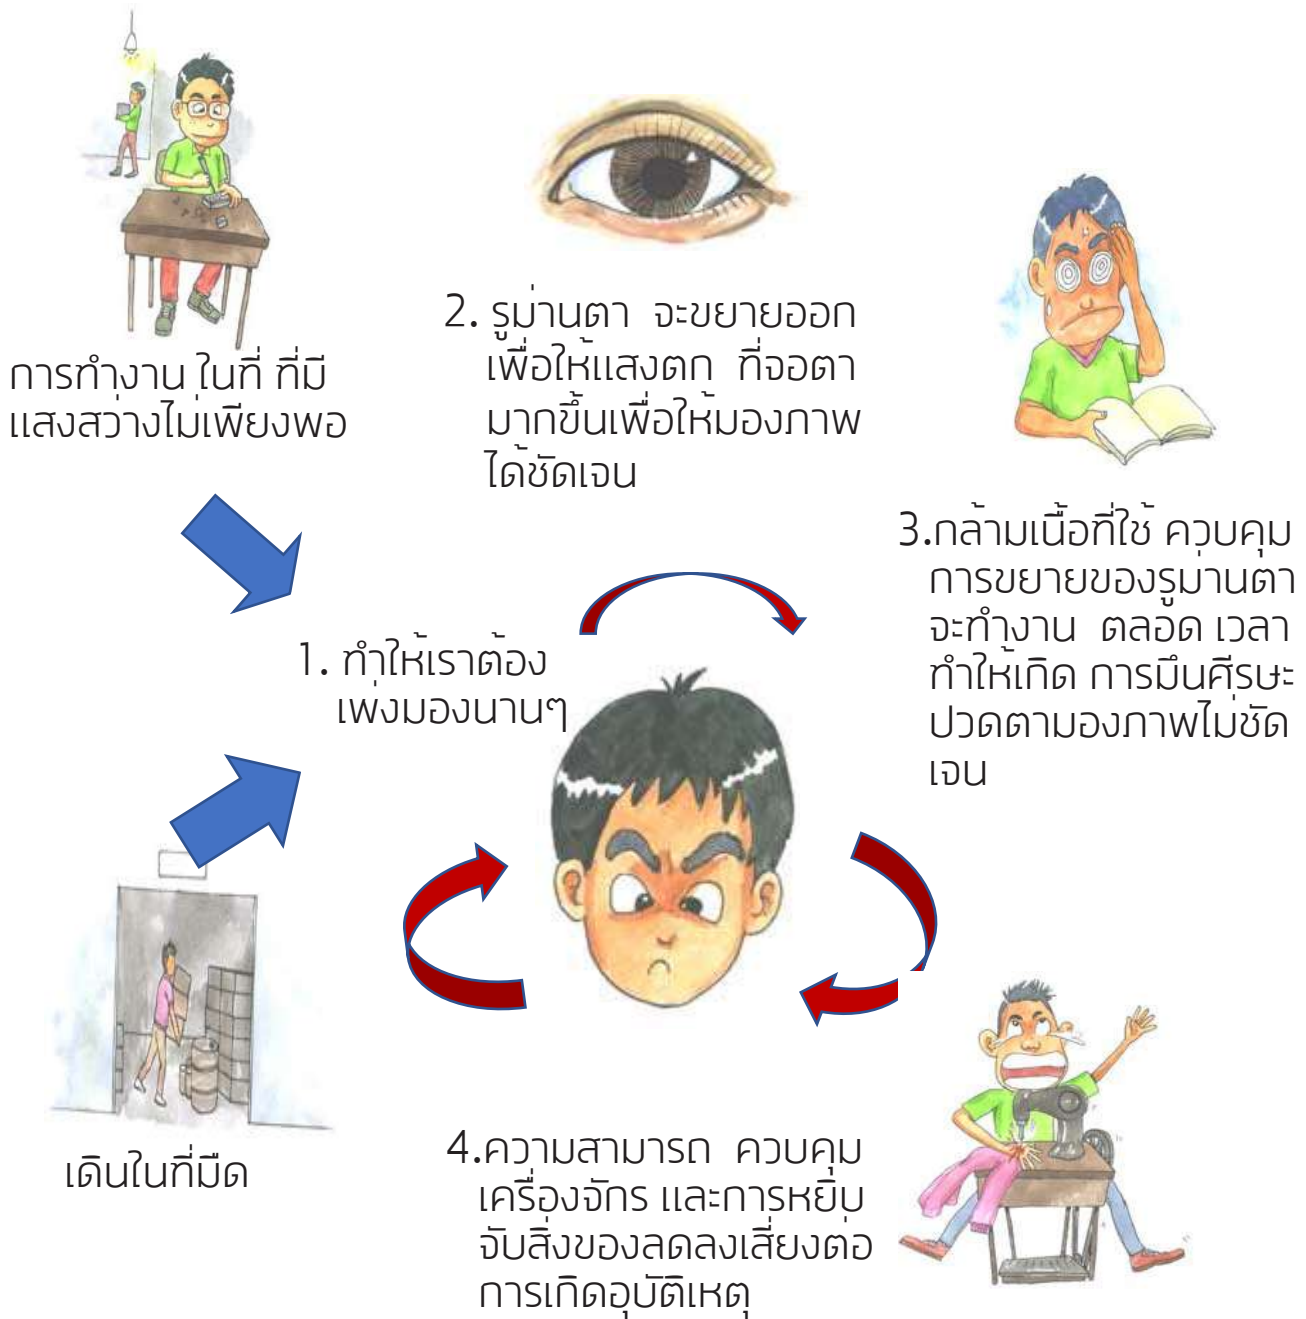 การทำงาน ในที่ ที่มี
แสงสว่างไม่เพียงพอ
2. รูม่านตา จะขยายออก
เพื่อให้แสงตก ที่จอตา
มากขึ้นเพื่อให้มองภาพ
ได้ชัดเจน
3.กล้ามเนื้อที่ใช้ ควบคุม
การขยายของรูม่านตา
จะทำงาน ตลอด เวลา
ทำให้เกิด การมึนศีรษะ
ปวดตามองภาพไม่ชัด
เจน
1. ทำให้เราต้อง
เพ่งมองนานๆ
เดินในที่มืด
4.ความสามารถ ควบคุม
เครื่องจักร และการหยิบ
จับสิ่งของลดลงเสี่ยงต่อ
การเกิดอุบัติเหตุ